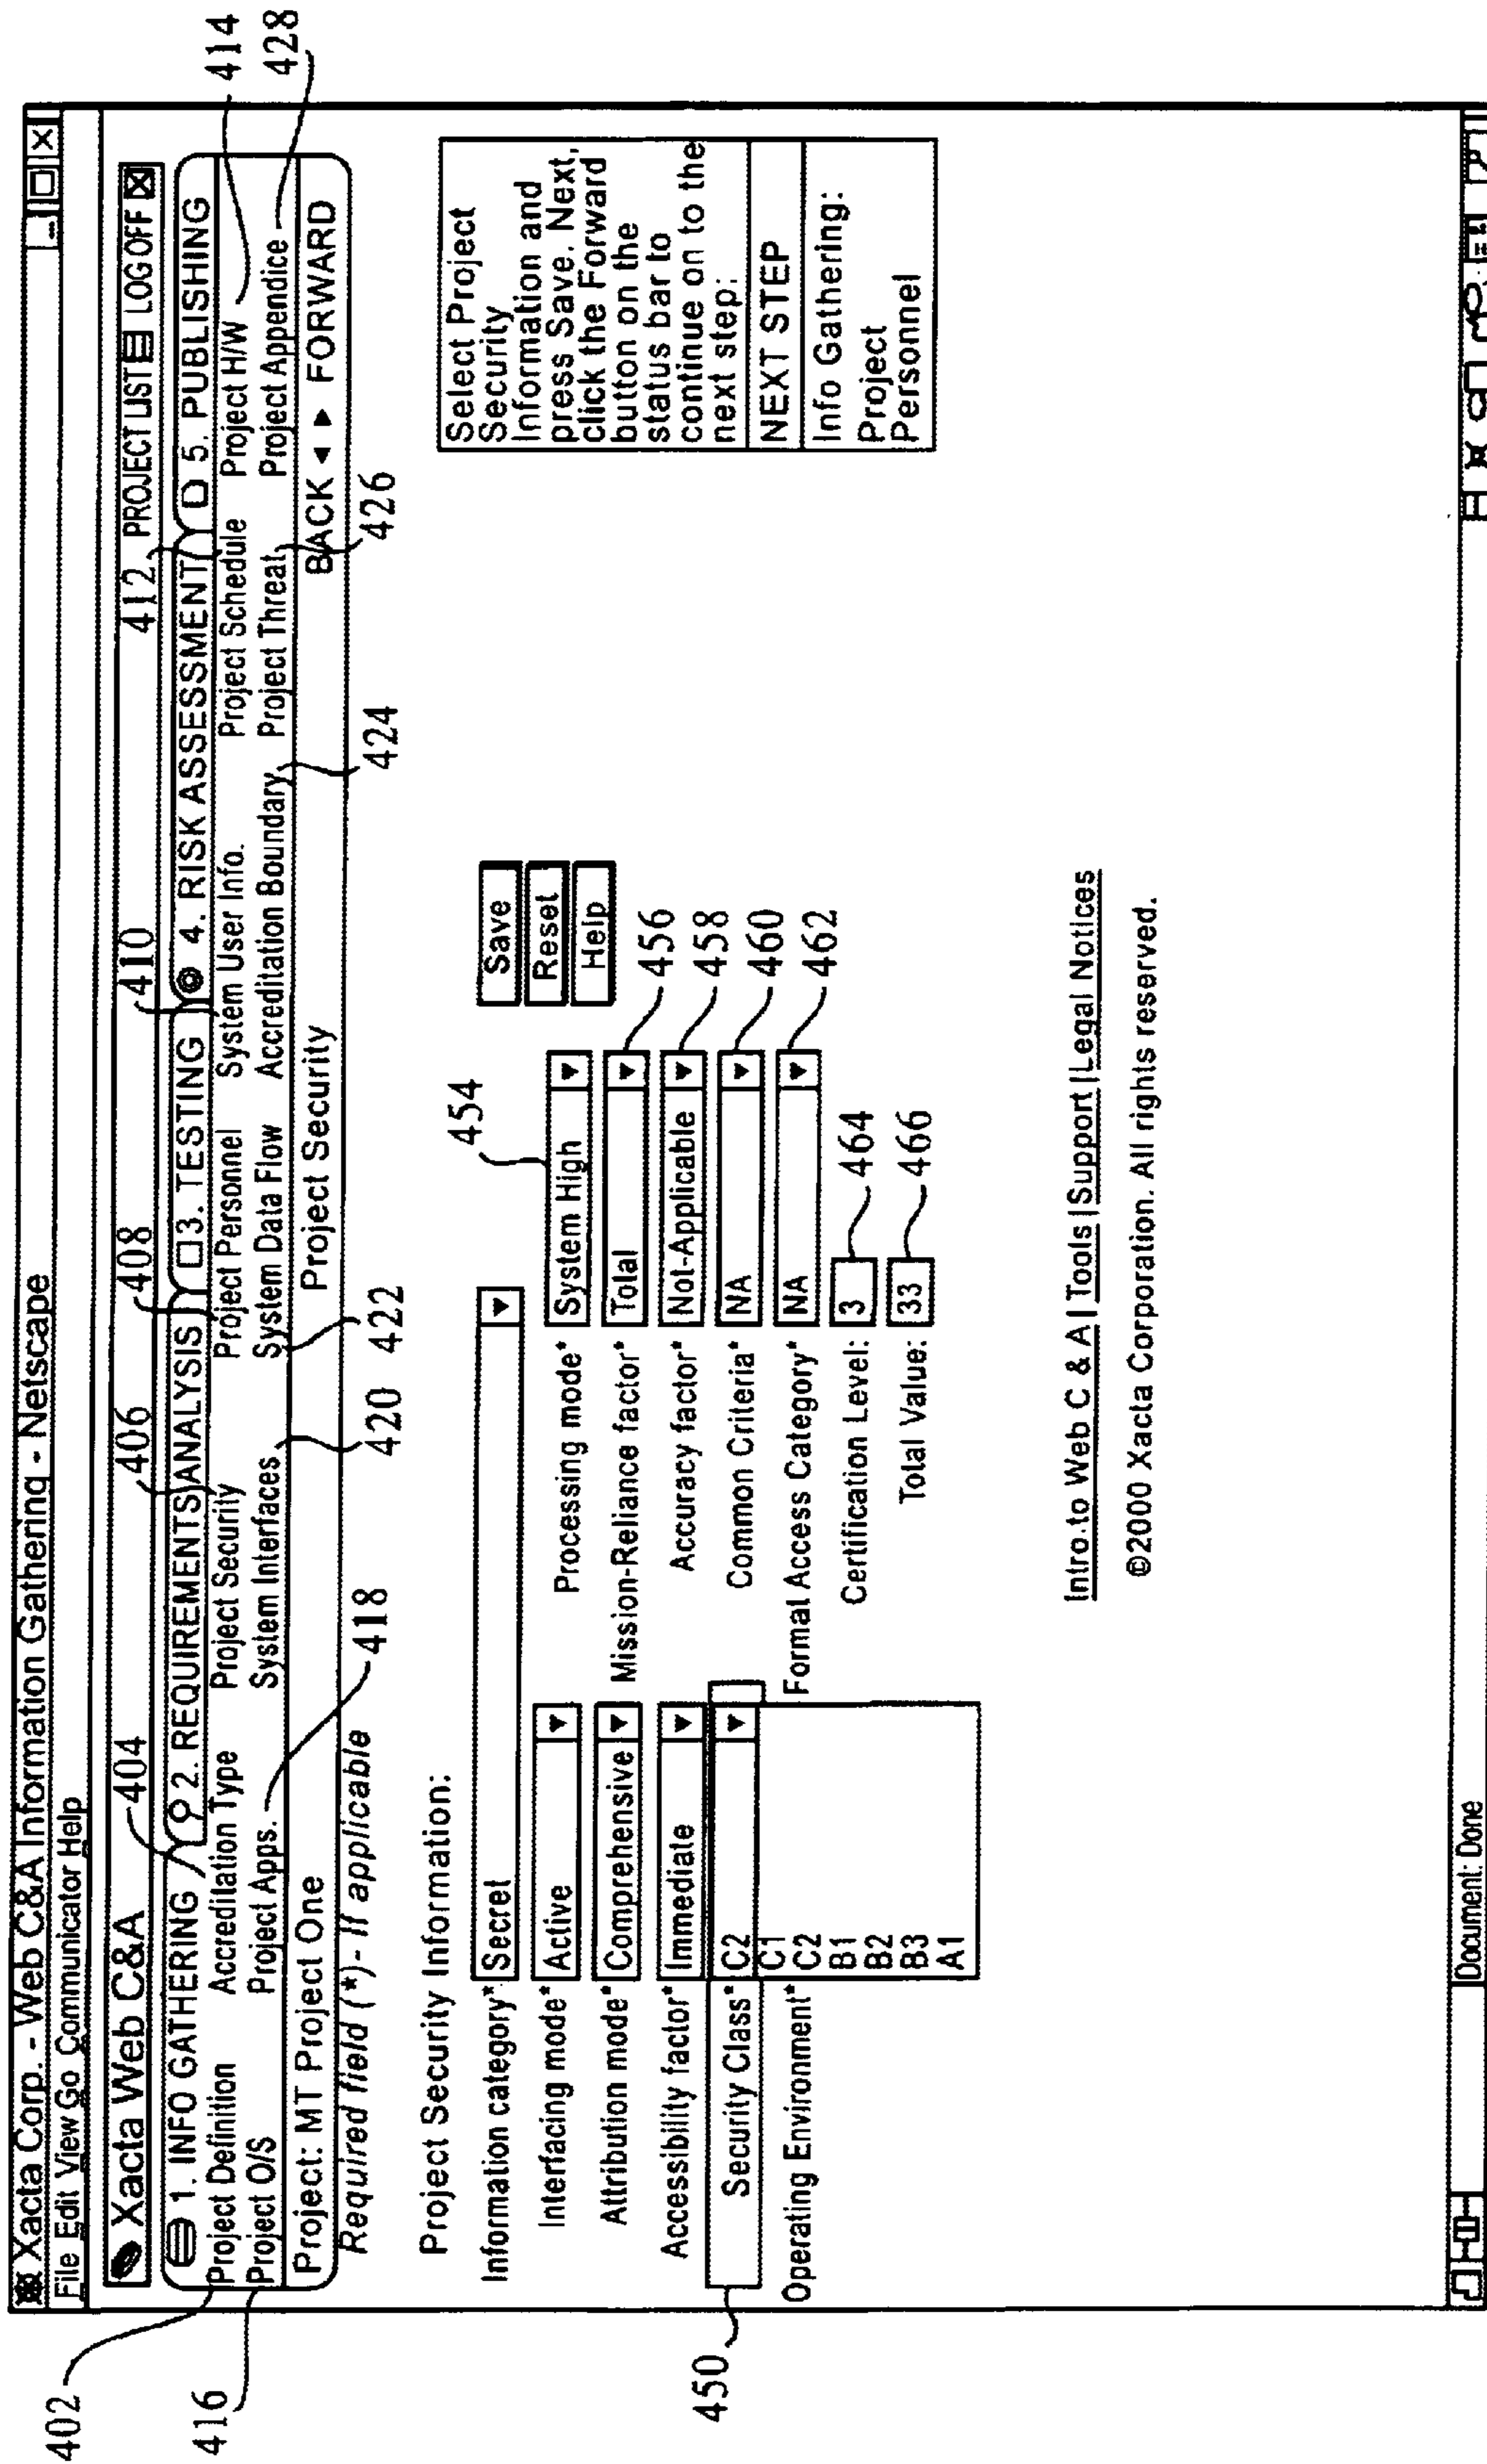 Xacta Corp. - Web C&A Information Gathering - Netscape
File Edit View Go Communicator Help
Xacta Web C&A
404
406
408
410
412
PROJECT LIST LOG OFF
1. INFO GATHERING 2. REQUIREMENTS ANALYSIS 3. TESTING 4. RISK ASSESSMENT 5. PUBLISHING
402
Project Definition Accreditation Type Project Security Project Personnel System User Info. Project Schedule Project H/W
414
416
Project O/S Project Apps. System Interfaces System Data Flow Accreditation Boundary Project Threat Project Appendice
428
Project: MT Project One Project Security BACK FORWARD
Required field (*)- If applicable
418
420
422
424
426
Project Security Information:
Information category* Secret
Interfacing mode* Active
Processing mode* System High
454
Attribution mode* Comprehensive
Mission-Reliance factor* Total
456
Accessibility factor* Immediate
Accuracy factor* Not-Applicable
458
450
Security Class* C2
Common Criteria* NA
460
Operating Environment*
C1
C2
B1
B2
B3
A1
Formal Access Category* NA
462
Certification Level: 3
464
Total Value: 33
466
Save
Reset
Help
Select Project
Security
Information and
press Save. Next,
click the Forward
button on the
status bar to
continue on to the
next step:
NEXT STEP
Info Gathering:
Project
Personnel
Intro.to Web C & A | Tools | Support | Legal Notices
©2000 Xacta Corporation. All rights reserved.
Document: Done